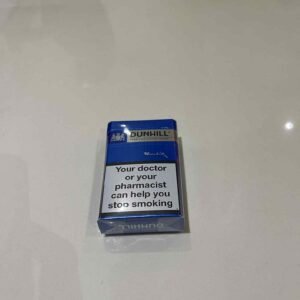 DUNHILL
Your doctor
or your
pharmacist
can help you
stop smoking
DUNHILL